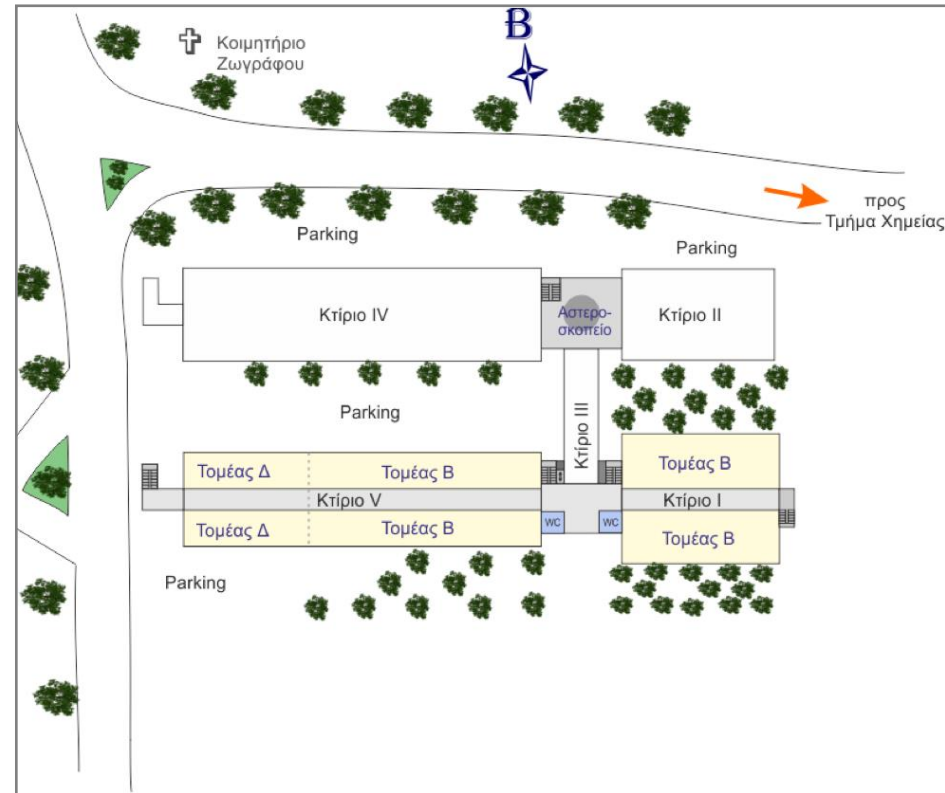 B
Κοιμητήριο
Ζωγράφου
προς
Τμήμα Χημείας
Parking
Parking
Κτίριο IV
Αστερο-
σκοπείο
Κτίριο II
Parking
Κτίριο III
Τομέας Δ
Τομέας Β
Τομέας Β
Κτίριο V
Κτίριο I
Τομέας Δ
Τομέας Β
WC
WC
Τομέας Β
Parking